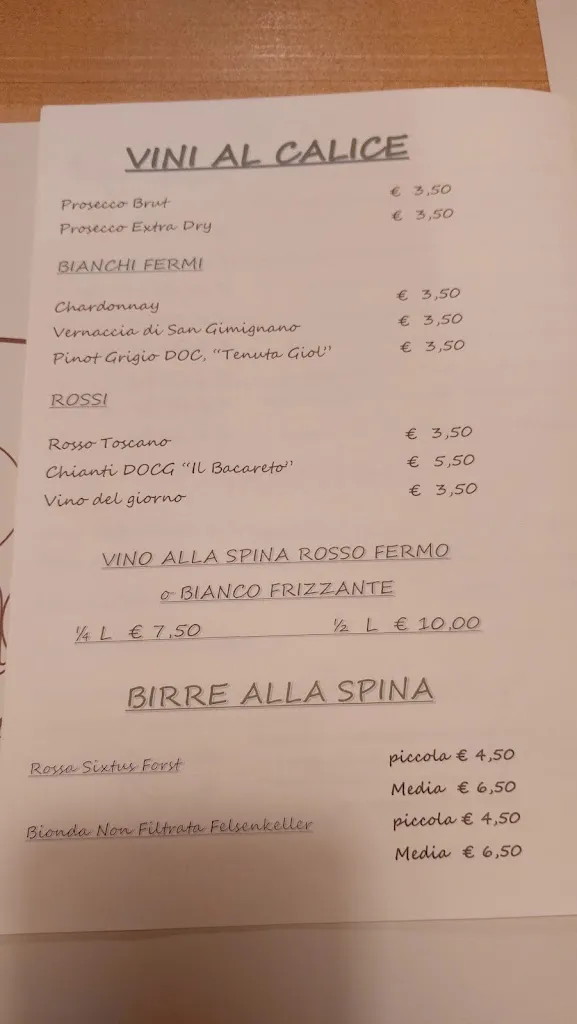 VINI AL CALICE
Prosecco Brut € 3,50
Prosecco Extra Dry € 3,50
BIANCHI FERMI
Chardonnay € 3,50
Vernaccia di San Gimignano € 3,50
Pinot Grigio DOC, “Tenuta Giol” € 3,50
ROSSI
Rosso Toscano € 3,50
Chianti DOCG “Il Bacareto” € 5,50
Vino del giorno € 3,50
VINO ALLA SPINA ROSSO FERMO
o BIANCO FRIZZANTE
¼ L € 7,50 ½ L € 10,00
BIRRE ALLA SPINA
Rossa Sixtus Forst piccola € 4,50
Media € 6,50
Bionda Non Filtrata Felsenkeller piccola € 4,50
Media € 6,50